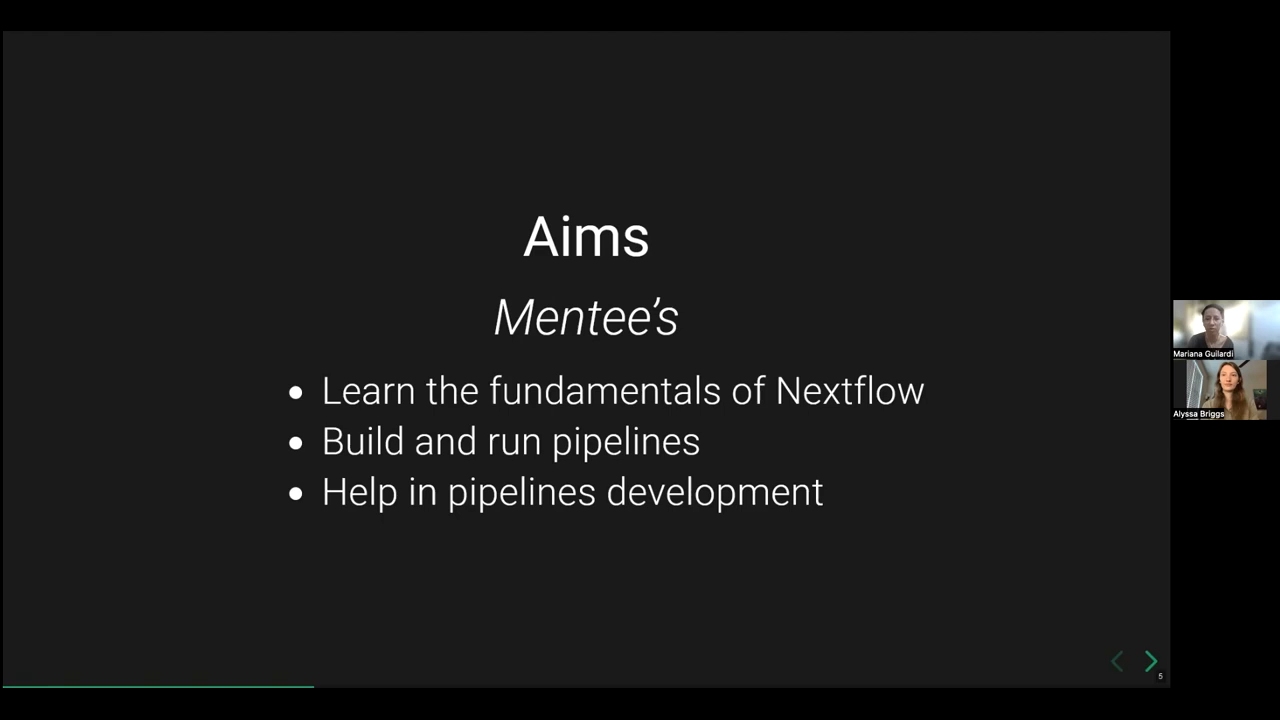 Aims
Mentee’s
Learn the fundamentals of Nextflow
Build and run pipelines
Help in pipelines development
Mariana Guilardi
Alyssa Briggs
5